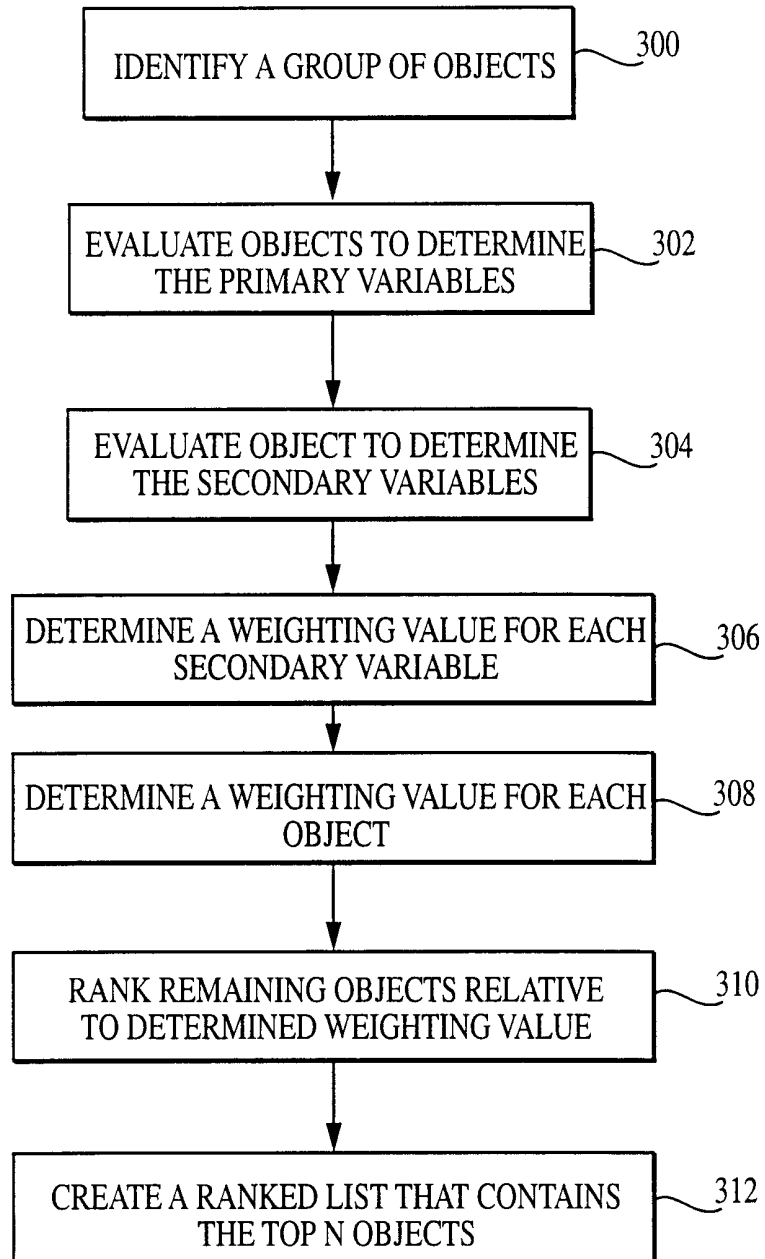 IDENTIFY A GROUP OF OBJECTS
300
EVALUATE OBJECTS TO DETERMINE
THE PRIMARY VARIABLES
302
EVALUATE OBJECT TO DETERMINE
THE SECONDARY VARIABLES
304
DETERMINE A WEIGHTING VALUE FOR EACH
SECONDARY VARIABLE
306
DETERMINE A WEIGHTING VALUE FOR EACH
OBJECT
308
RANK REMAINING OBJECTS RELATIVE
TO DETERMINED WEIGHTING VALUE
310
CREATE A RANKED LIST THAT CONTAINS
THE TOP N OBJECTS
312